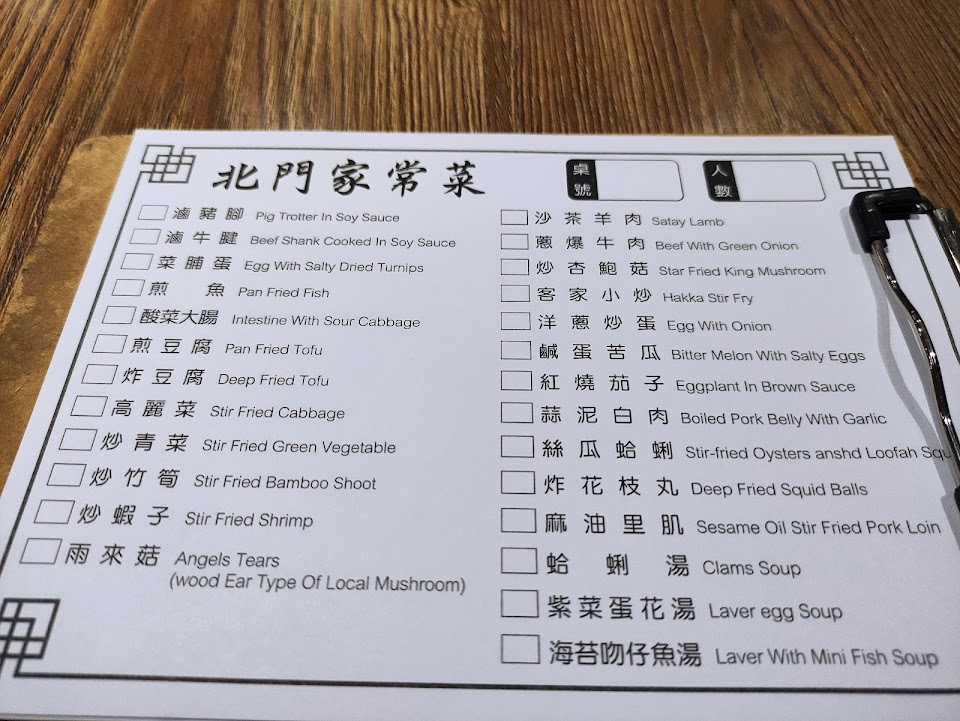 北門家常菜
桌號
人數
滷豬腳 Pig Trotter In Soy Sauce
滷牛腱 Beef Shank Cooked In Soy Sauce
菜脯蛋 Egg With Salty Dried Turnips
煎魚 Pan Fried Fish
酸菜大腸 Intestine With Sour Cabbage
煎豆腐 Pan Fried Tofu
炸豆腐 Deep Fried Tofu
高麗菜 Stir Fried Cabbage
炒青菜 Stir Fried Green Vegetable
炒竹筍 Stir Fried Bamboo Shoot
炒蝦子 Stir Fried Shrimp
雨來菇 Angels Tears
(wood Ear Type Of Local Mushroom)
沙茶羊肉 Satay Lamb
蔥爆牛肉 Beef With Green Onion
炒杏鮑菇 Star Fried King Mushroom
客家小炒 Hakka Stir Fry
洋蔥炒蛋 Egg With Onion
鹹蛋苦瓜 Bitter Melon With Salty Eggs
紅燒茄子 Eggplant In Brown Sauce
蒜泥白肉 Boiled Pork Belly With Garlic
絲瓜蛤蜊 Stir-fried Oysters anshd Loofah Squ
炸花枝丸 Deep Fried Squid Balls
麻油里肌 Sesame Oil Stir Fried Pork Loin
蛤蜊湯 Clams Soup
紫菜蛋花湯 Laver egg Soup
海苔吻仔魚湯 Laver With Mini Fish Soup